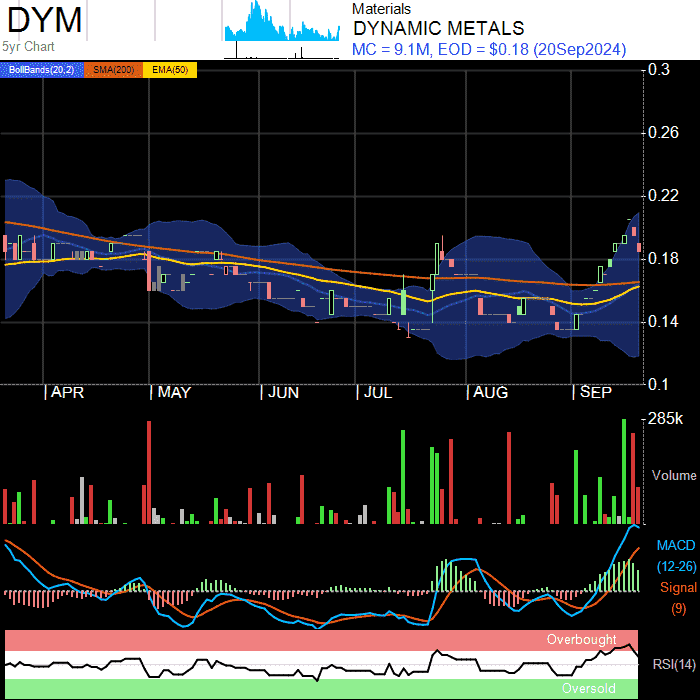 DYM
5yr Chart
Materials
DYNAMIC METALS
MC = 9.1M, EOD = $0.18 (20Sep2024)
BollBands(20,2) SMA(200) EMA(50)
0.3
0.26
0.22
0.18
0.14
0.1
APR MAY JUN JUL AUG SEP
285k
Volume
MACD
(12-26)
Signal
(9)
Overbought
RSI(14)
Oversold